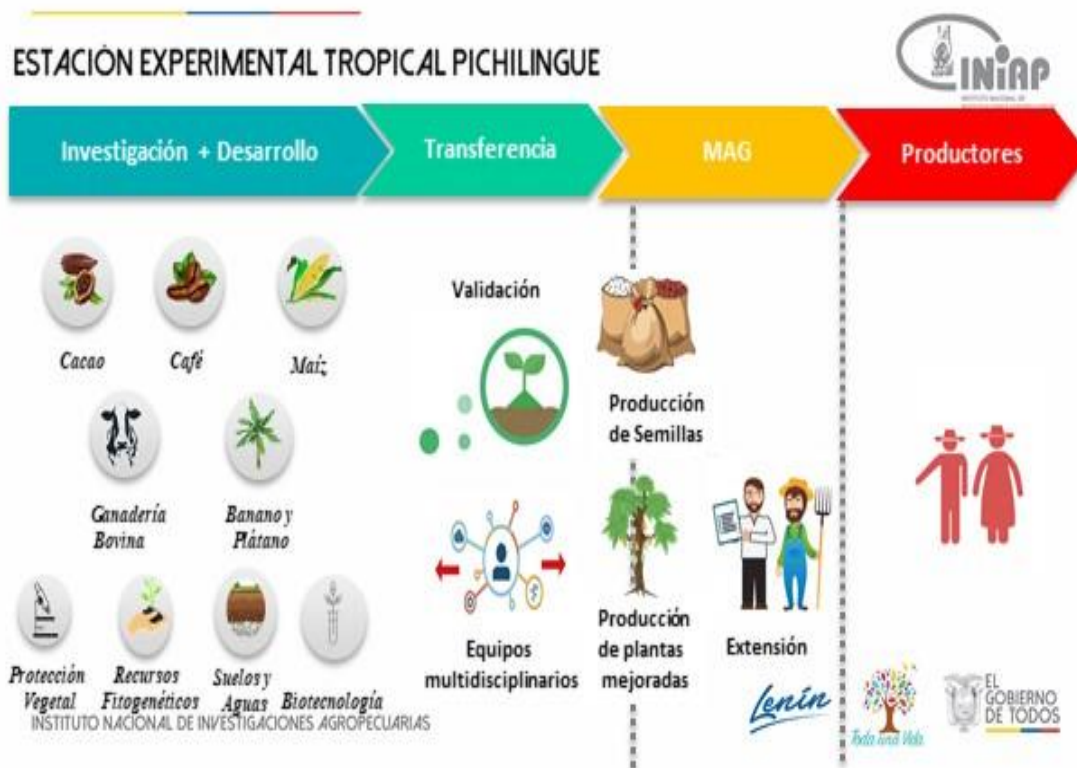 ESTACIÓN EXPERIMENTAL TROPICAL PICHILINGUE
INiAP
Investigación + Desarrollo
Transferencia
MAG
Productores
Cacao
Café
Maíz
Ganadería
Bovina
Banano y
Plátano
Protección
Vegetal
Recursos
Fitogenéticos
Suelos y
Aguas
Biotecnología
Validación
Equipos
multidisciplinarios
Producción
de Semillas
Producción
de plantas
mejoradas
Extensión
INSTITUTO NACIONAL DE INVESTIGACIONES AGROPECUARIAS
Lenín
Toda una Vida
EL
GOBIERNO
DE TODOS